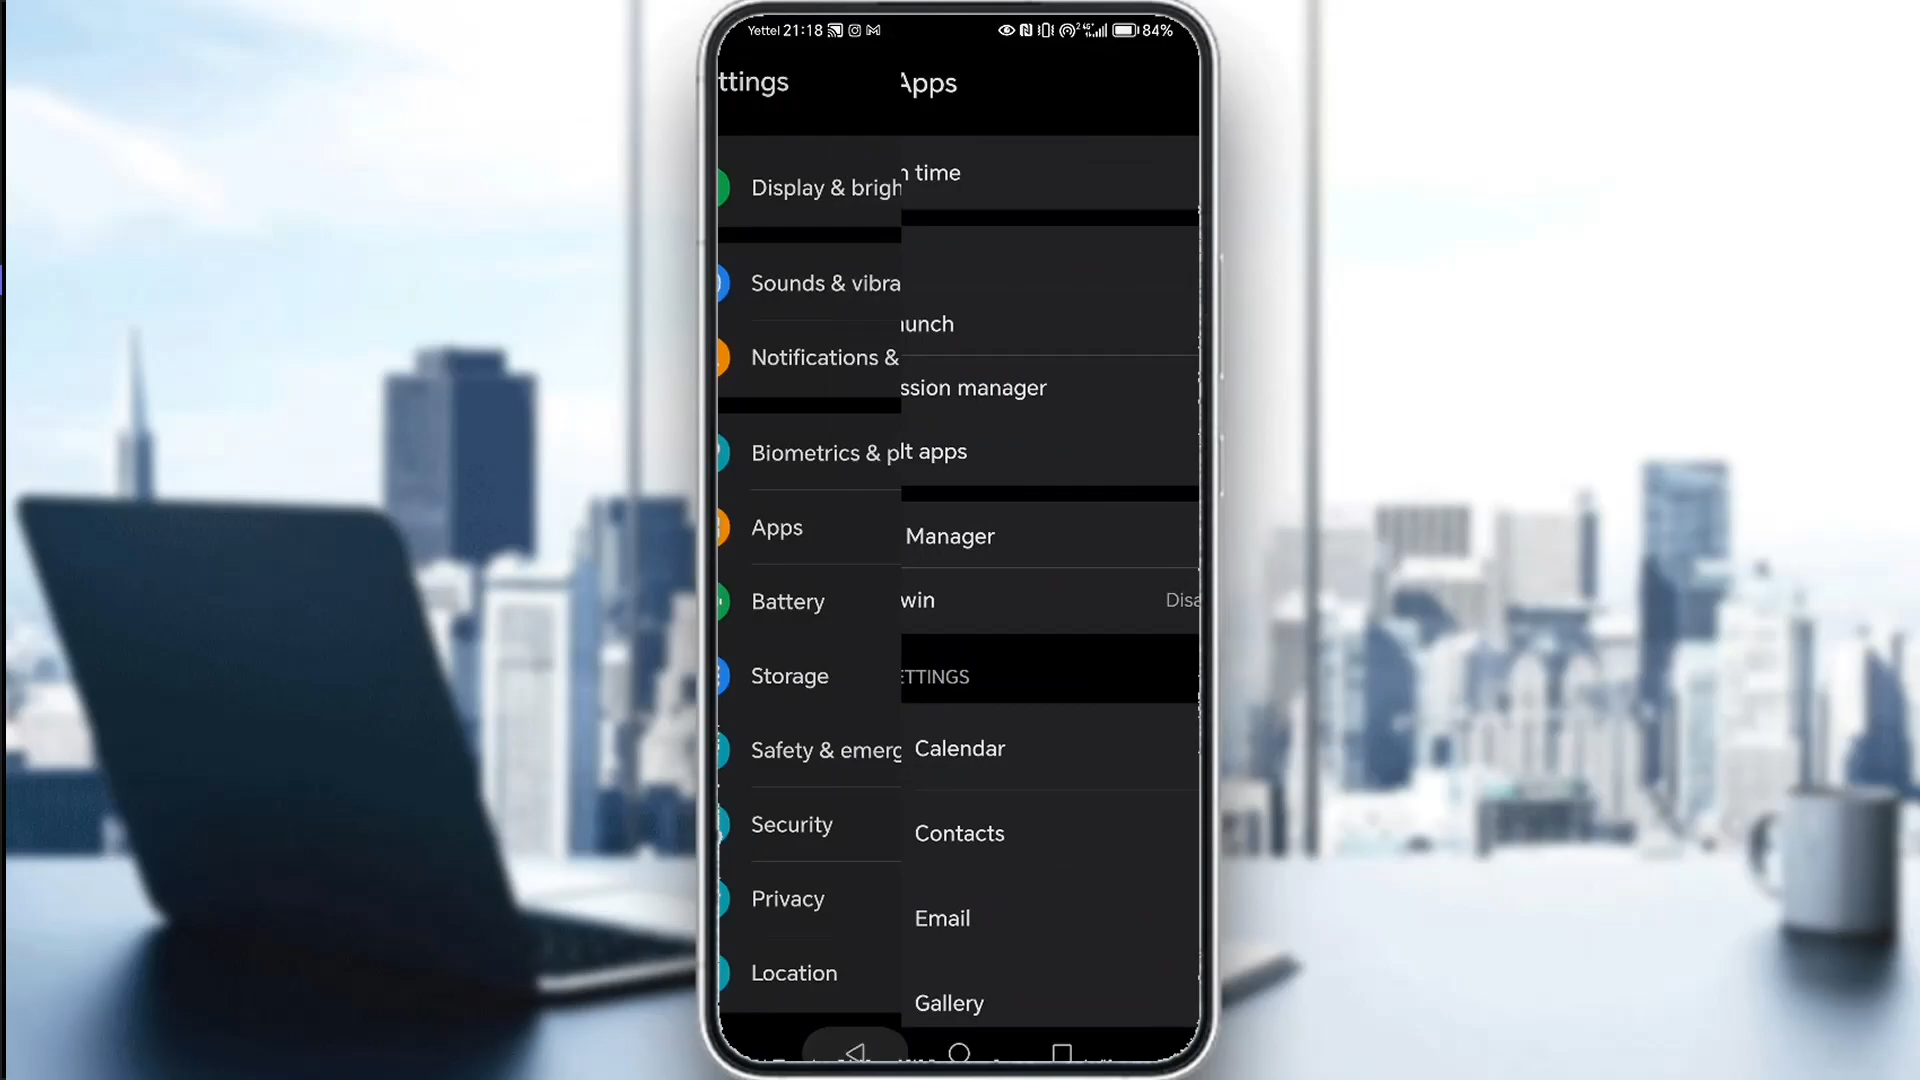 Yettel 21:18
84%
ttings
Apps
Display & brigh
Sounds & vibra
Notifications &
Biometrics & p
Apps
Battery
Storage
Safety & emerg
Security
Privacy
Location
n time
aunch
ssion manager
lt apps
Manager
win
Disa
ETTINGS
Calendar
Contacts
Email
Gallery